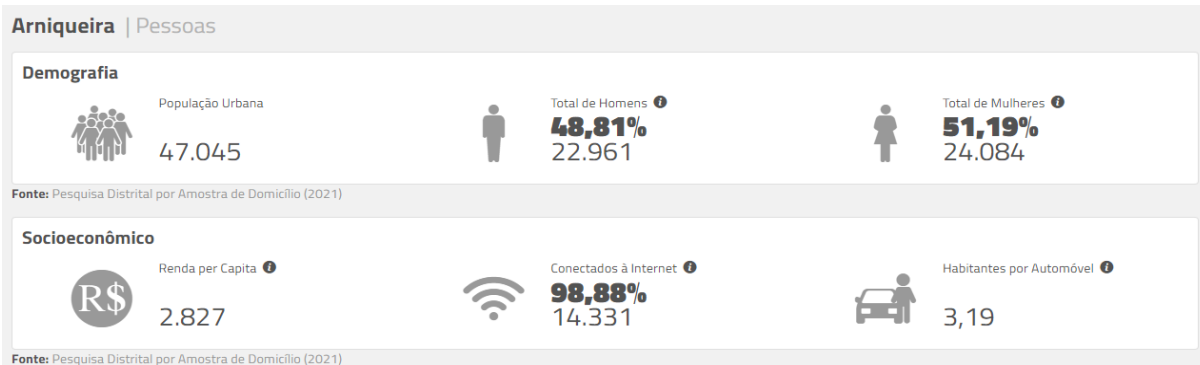 Arniqueira | Pessoas
Demografia
População Urbana
47.045
Total de Homens i
48,81%
22.961
Total de Mulheres i
51,19%
24.084
Fonte: Pesquisa Distrital por Amostra de Domicílio (2021)
Socioeconômico
R$
Renda per Capita i
2.827
Conectados à Internet i
98,88%
14.331
Habitantes por Automóvel i
3,19
Fonte: Pesquisa Distrital por Amostra de Domicílio (2021)